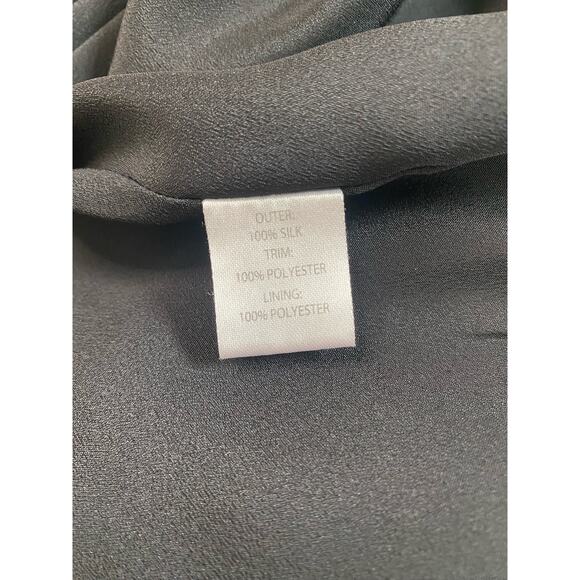 OUTER:
100% SILK
TRIM:
100% POLYESTER
LINING:
100% POLYESTER